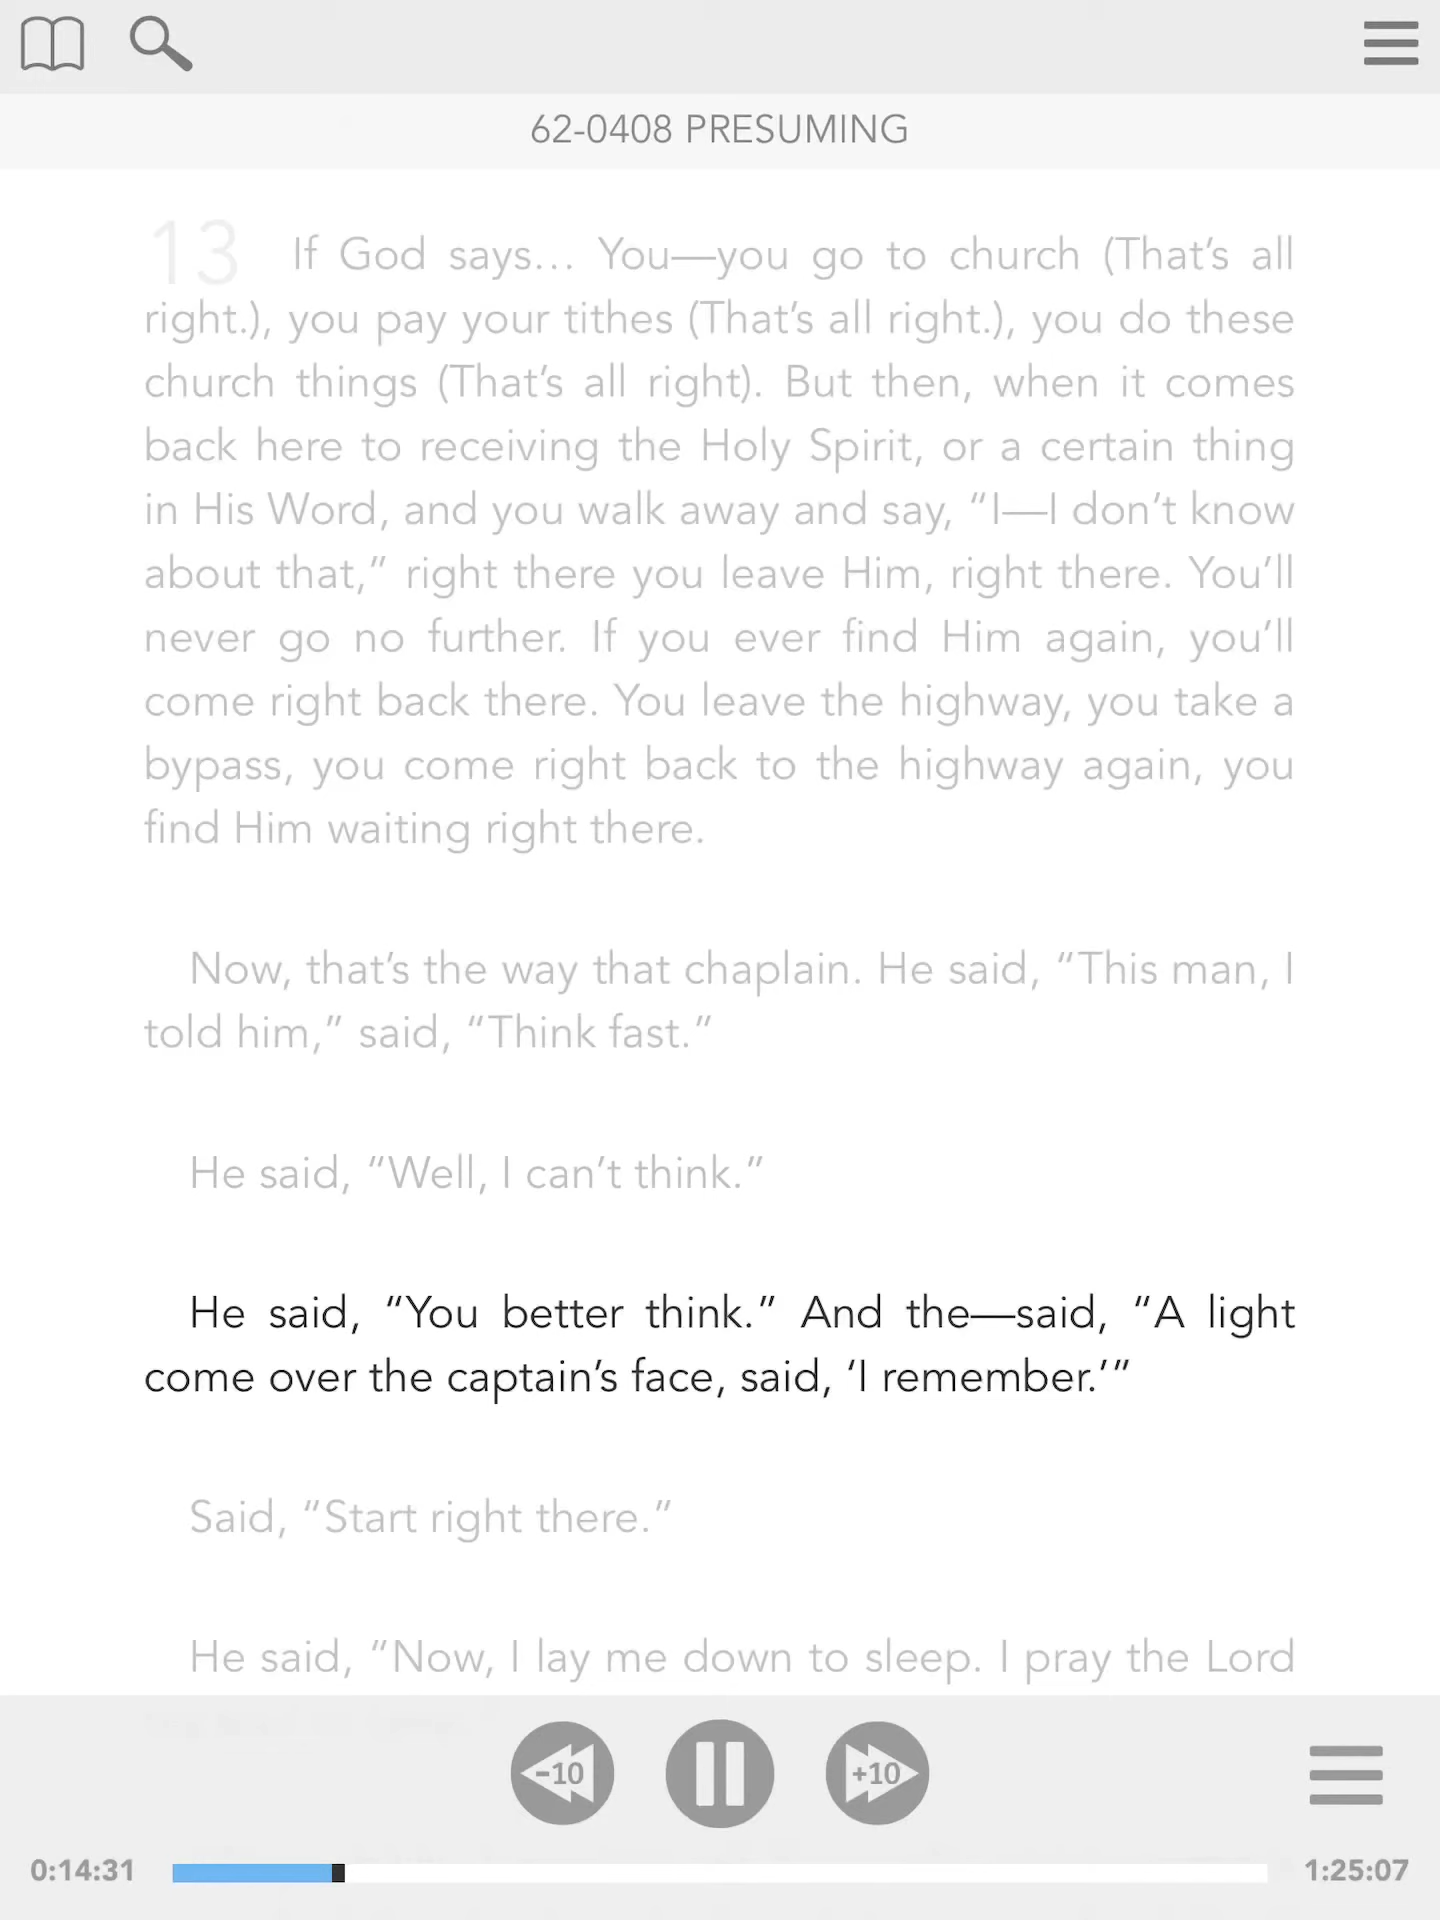 62-0408 PRESUMING
13 If God says… You—you go to church (That’s all
right.), you pay your tithes (That’s all right.), you do these
church things (That’s all right). But then, when it comes
back here to receiving the Holy Spirit, or a certain thing
in His Word, and you walk away and say, “I—I don’t know
about that,” right there you leave Him, right there. You’ll
never go no further. If you ever find Him again, you’ll
come right back there. You leave the highway, you take a
bypass, you come right back to the highway again, you
find Him waiting right there.
Now, that’s the way that chaplain. He said, “This man, I
told him,” said, “Think fast.”
He said, “Well, I can’t think.”
He said, “You better think.” And the—said, “A light
come over the captain’s face, said, ‘I remember.’”
Said, “Start right there.”
He said, “Now, I lay me down to sleep. I pray the Lord
-10 +10
0:14:31 1:25:07